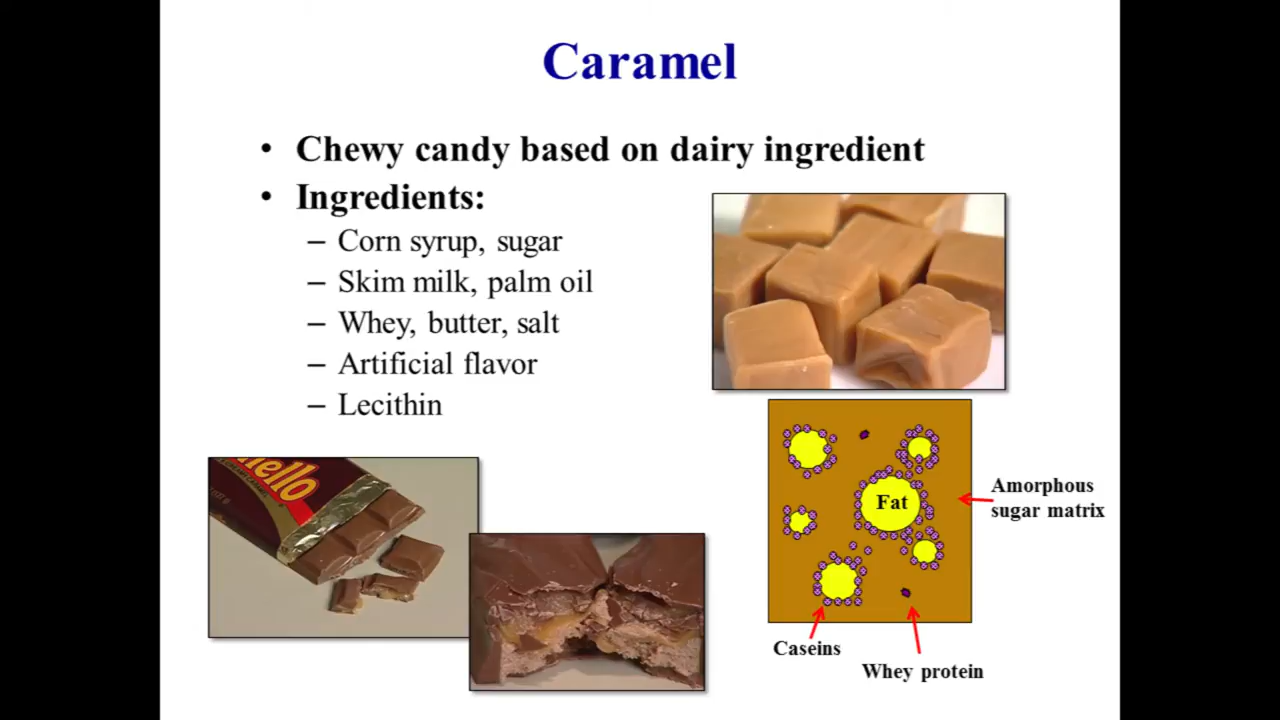 Caramel
• Chewy candy based on dairy ingredient
• Ingredients:
– Corn syrup, sugar
– Skim milk, palm oil
– Whey, butter, salt
– Artificial flavor
– Lecithin
ello
Fat
Amorphous
sugar matrix
Caseins
Whey protein